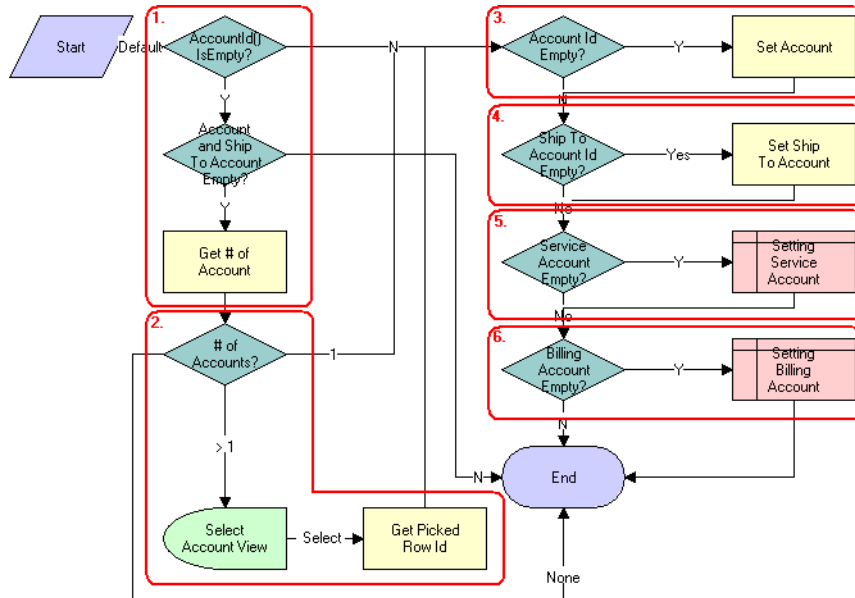 1.
Start
Default
AccountId()
IsEmpty?
N
Y
Account
and Ship
To Account
Empty?
Y
Get # of
Account
2.
# of
Accounts?
1
> 1
Select
Account View
Select
Get Picked
Row Id
3.
Account Id
Empty?
Y
Set Account
N
4.
Ship To
Account Id
Empty?
Yes
Set Ship
To Account
No
5.
Service
Account
Empty?
Y
Setting
Service
Account
No
6.
Billing
Account
Empty?
Y
Setting
Billing
Account
N
N
End
None